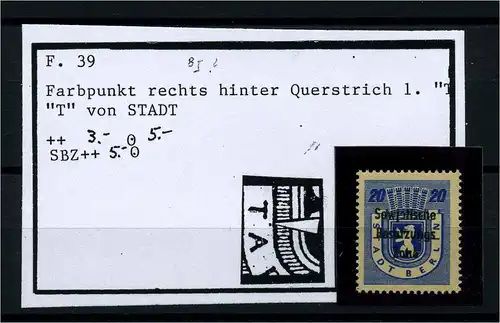 F. 39
Farbpunkt rechts hinter Querstrich 1. "T
"T" von STADT
++ 3.- 0 5.-
SBZ++ 5.- 0
TA
20 20
Sowjetische
Besatzungs
Zone
STADT BERLIN